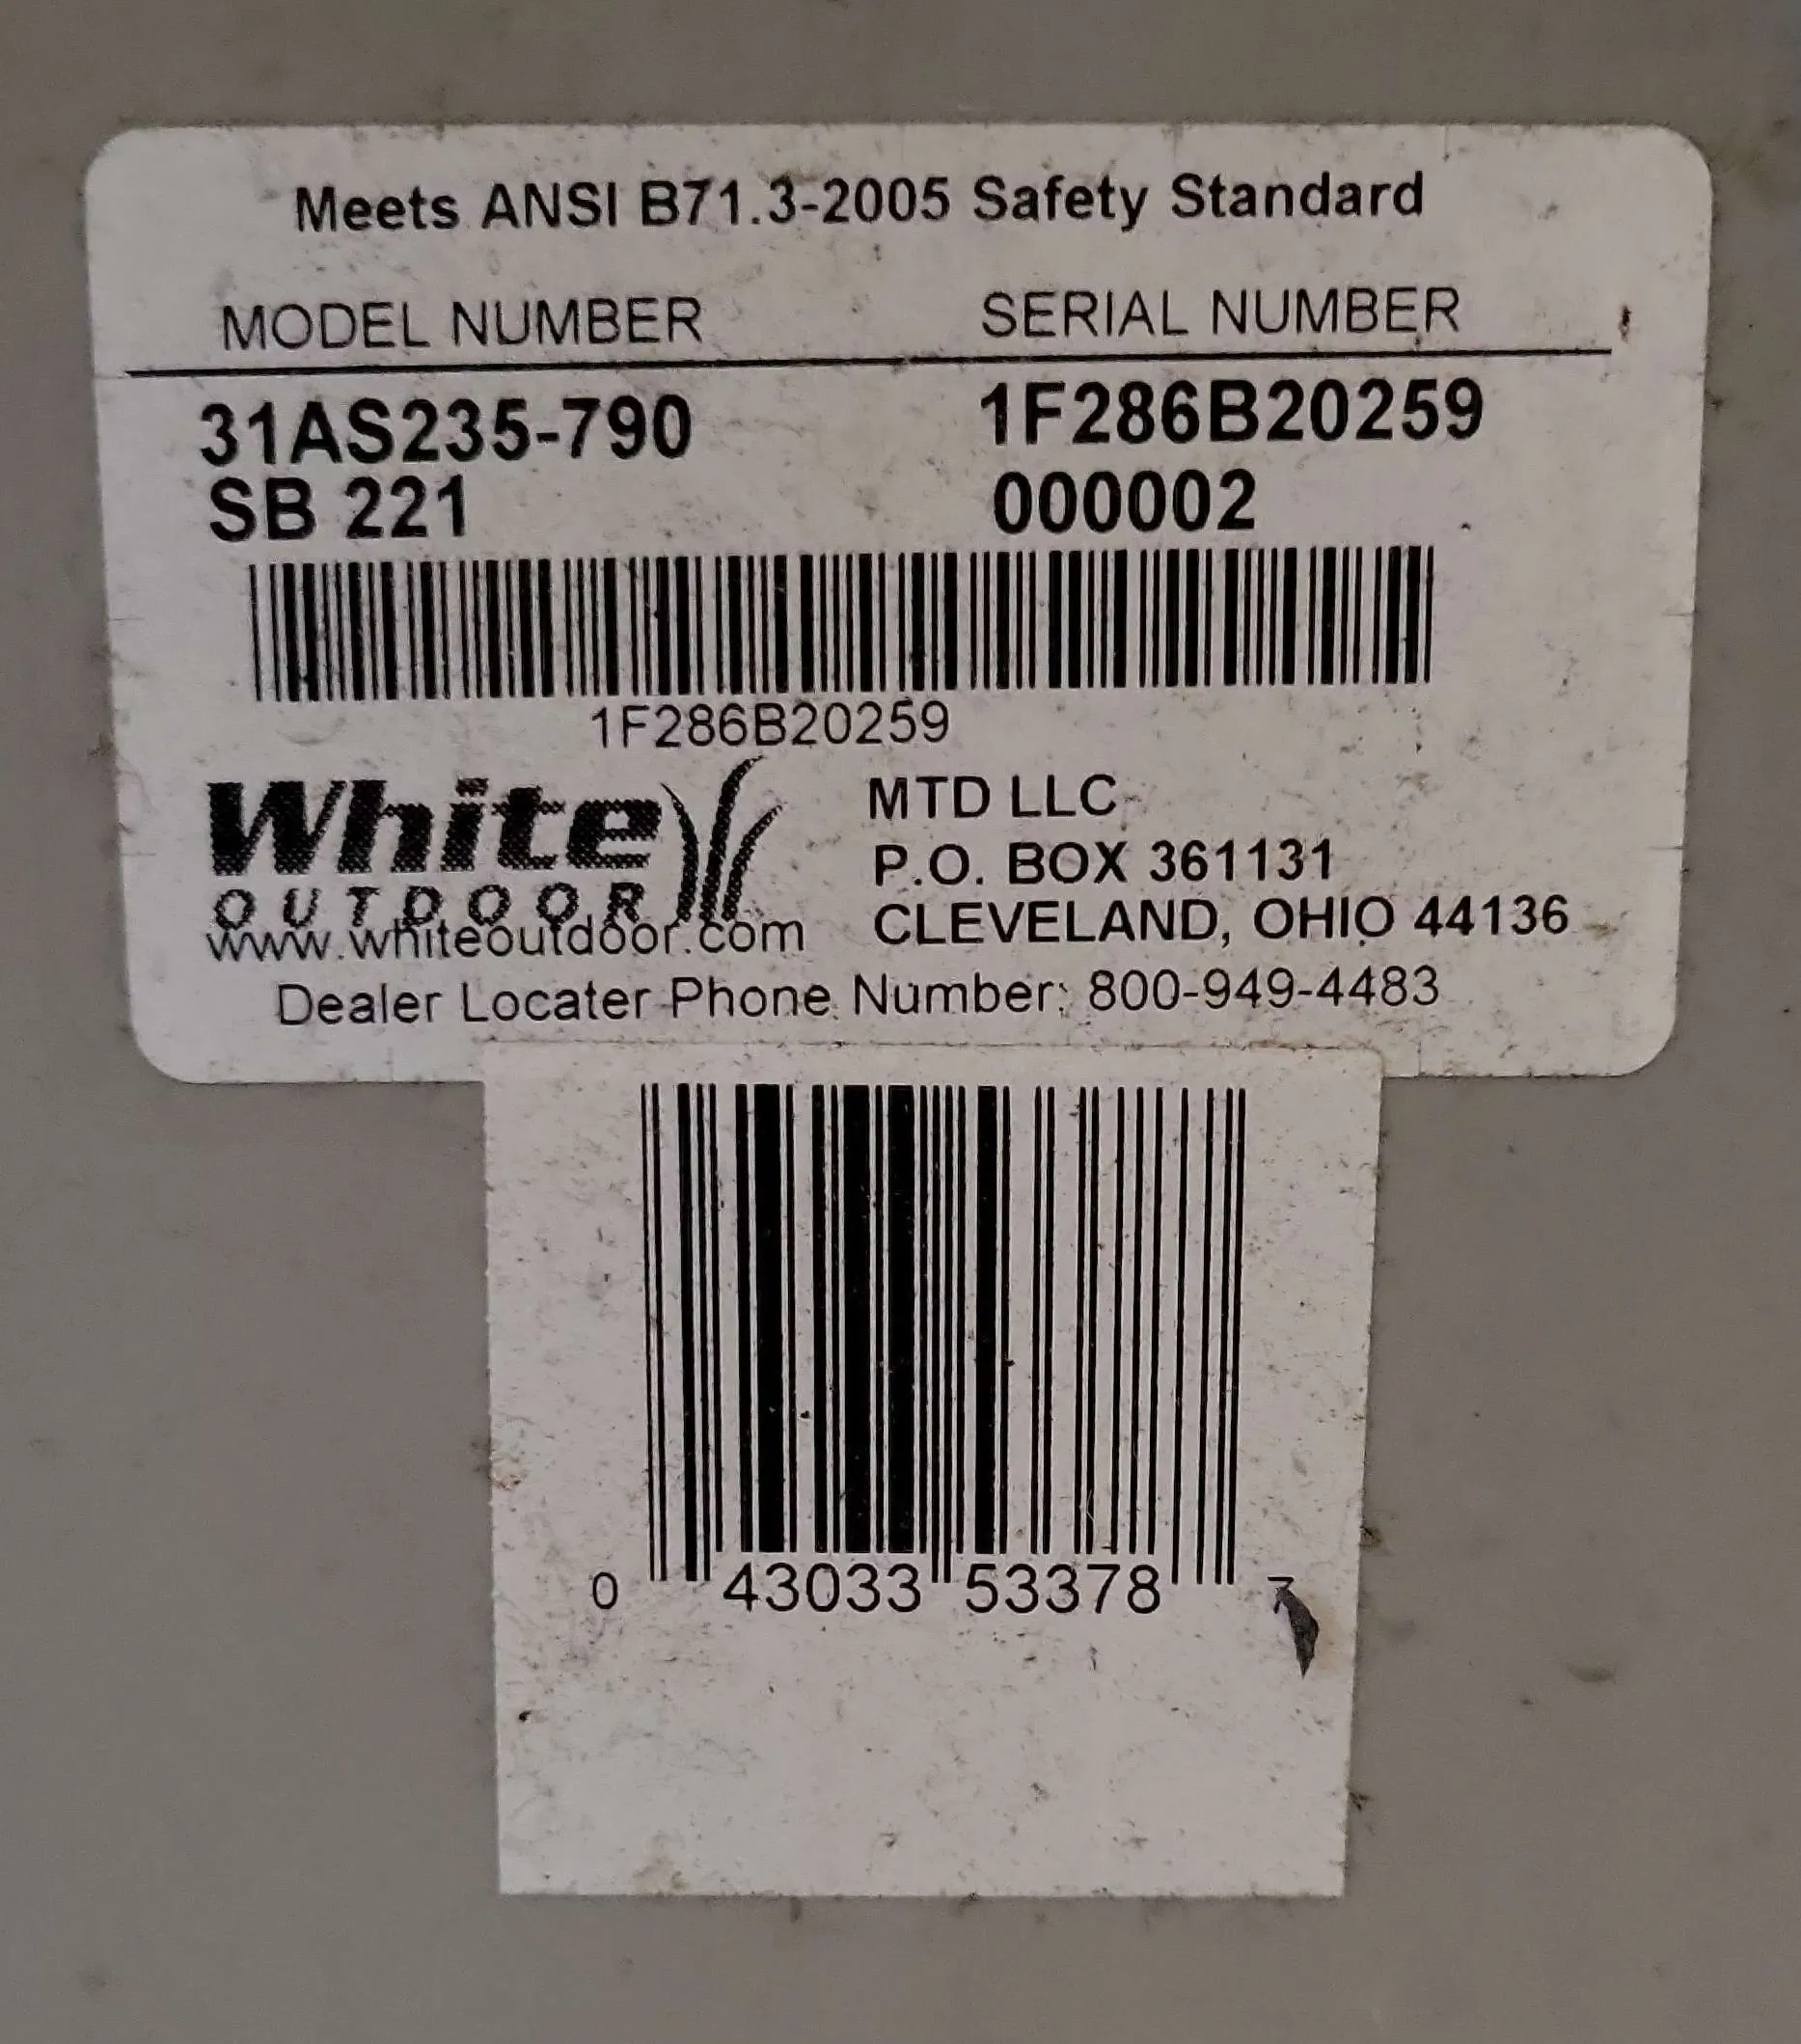 Meets ANSI B71.3-2005 Safety Standard
MODEL NUMBER SERIAL NUMBER
31AS235-790 1F286B20259
SB 221 000002
1F286B20259
White
OUTDOOR
www.whiteoutdoor.com
MTD LLC
P.O. BOX 361131
CLEVELAND, OHIO 44136
Dealer Locater Phone Number: 800-949-4483
0 43033 53378 7